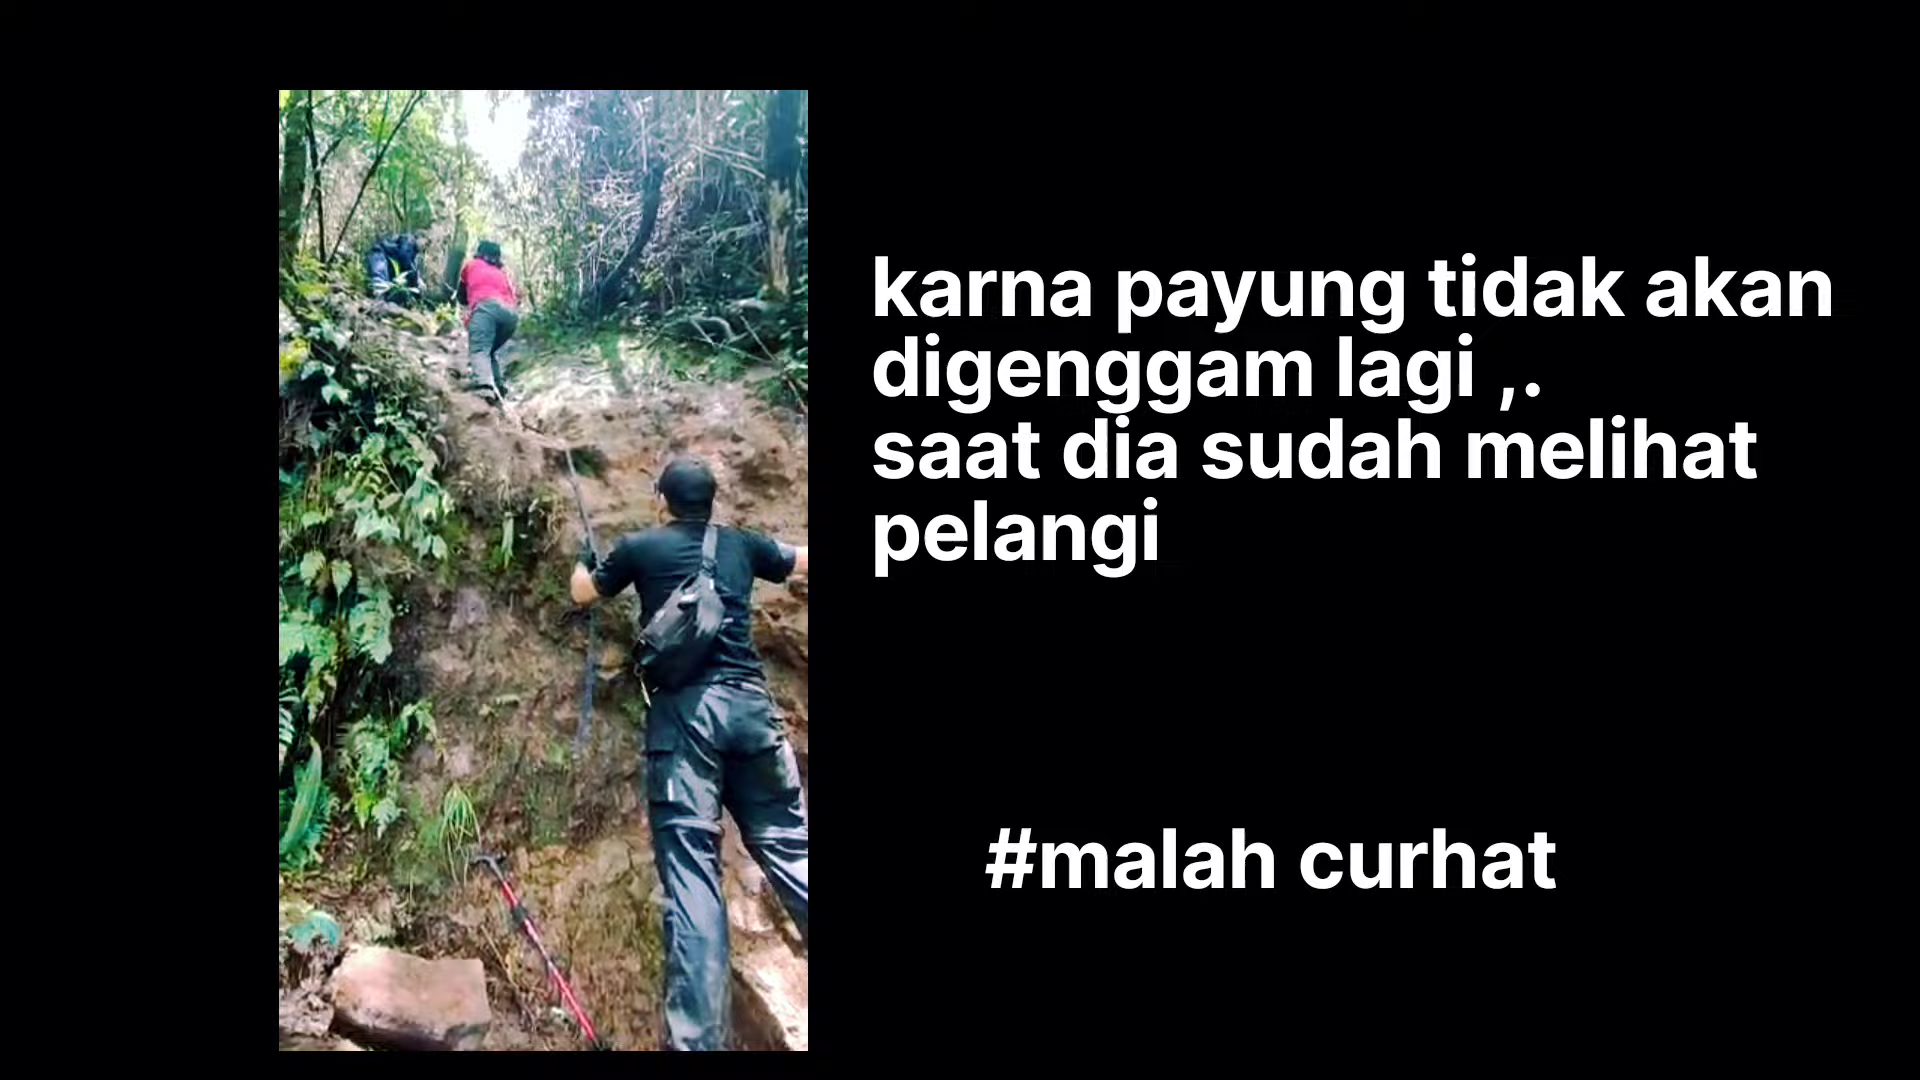 karna payung tidak akan
digenggam lagi ,.
saat dia sudah melihat
pelangi
#malah curhat